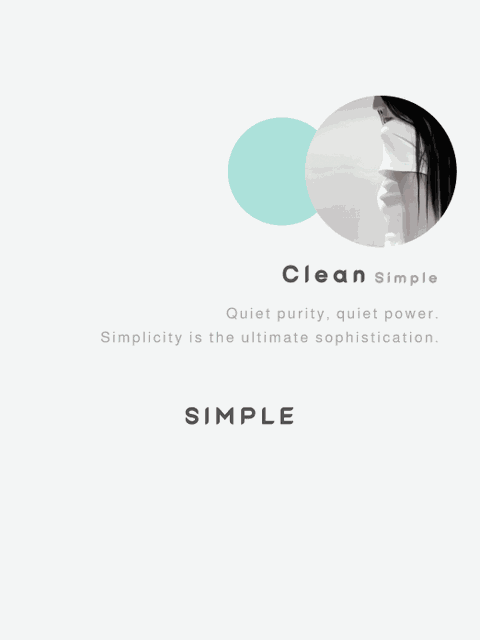 Clean Simple
Quiet purity, quiet power.
Simplicity is the ultimate sophistication.
SIMPLE